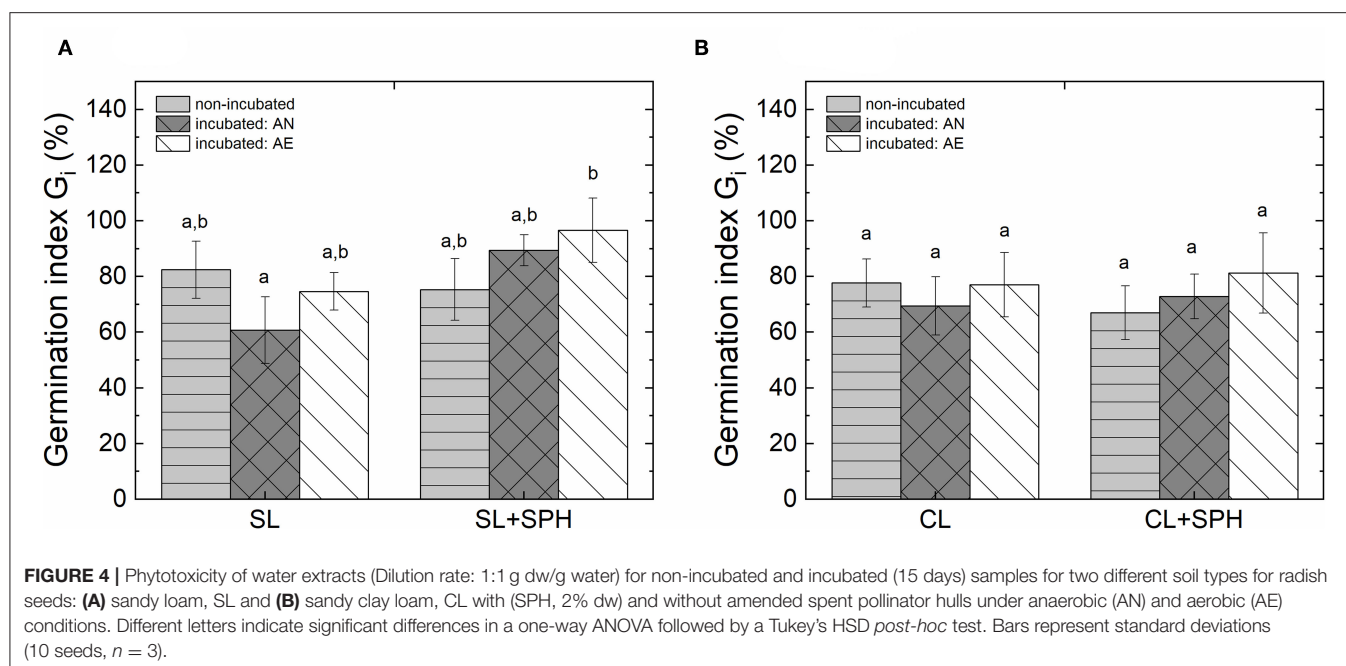 A
Germination index Gi (%)
140
120
100
80
60
40
20
0
non-incubated
incubated: AN
incubated: AE
a,b
a
a,b
a,b
a,b
b
SL
SL+SPH
B
Germination index Gi (%)
140
120
100
80
60
40
20
0
non-incubated
incubated: AN
incubated: AE
a
a
a
a
a
a
CL
CL+SPH
FIGURE 4 | Phytotoxicity of water extracts (Dilution rate: 1:1 g dw/g water) for non-incubated and incubated (15 days) samples for two different soil types for radish
seeds: (A) sandy loam, SL and (B) sandy clay loam, CL with (SPH, 2% dw) and without amended spent pollinator hulls under anaerobic (AN) and aerobic (AE)
conditions. Different letters indicate significant differences in a one-way ANOVA followed by a Tukey's HSD post-hoc test. Bars represent standard deviations
(10 seeds, n = 3).